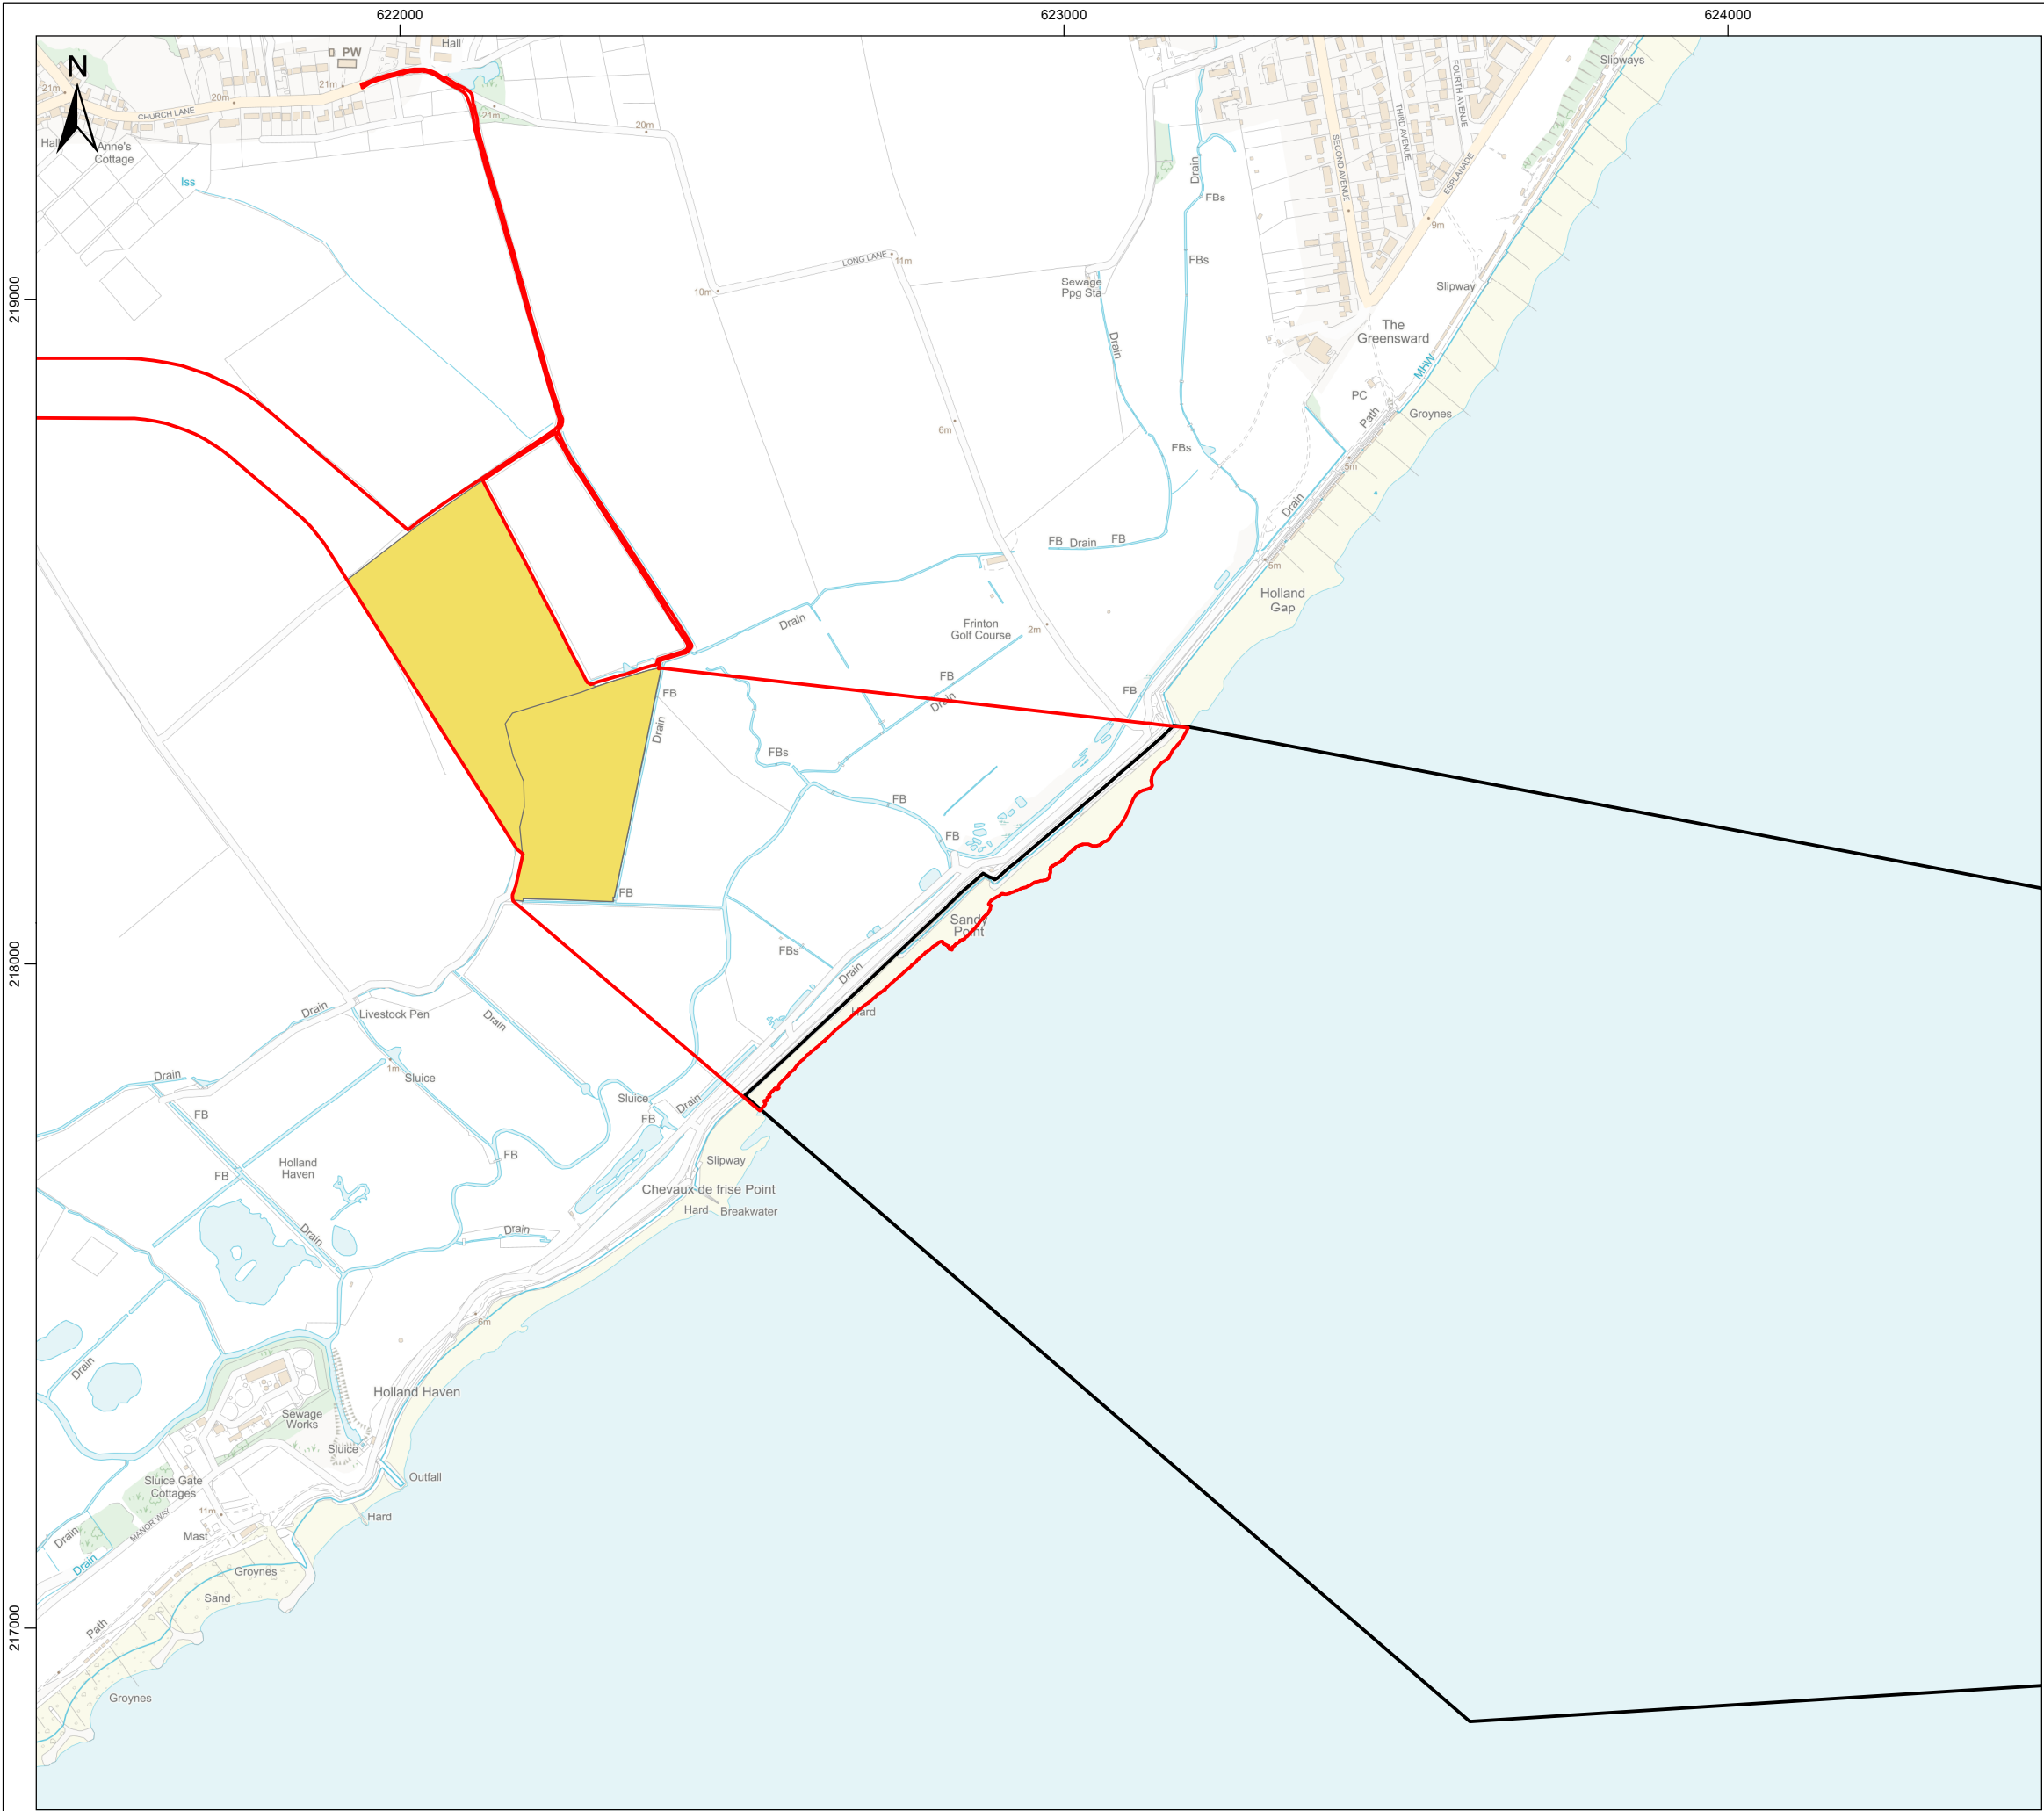 622000
623000
624000
219000
218000
217000
N
PW
Hall
21m
20m
21m
CHURCH LANE
Hall
Anne's
Cottage
Iss
21m
20m
LONG LANE
11m
10m
6m
Sewage
Ppg Sta
Drain
Drain
FBs
FBs
FBs
SECOND AVENUE
THIRD AVENUE
FOURTH AVENUE
ESPLANADE
Slipways
9m
Slipway
The
Greensward
MHW
PC
Path
Groynes
5m
Drain
FB
Drain
FB
5m
Holland
Gap
Frinton
Golf Course
2m
Drain
FB
Drain
FB
FB
Drain
FBs
FB
FB
FB
FBs
Sandy
Point
Drain
Hard
Drain
Livestock Pen
Drain
1m
Sluice
Drain
FB
Sluice
FB
Drain
FB
FB
Holland
Haven
Slipway
Chevaux de frise Point
Hard
Breakwater
Drain
Drain
6m
Drain
Holland Haven
Sewage
Works
Sluice
Outfall
Sluice Gate
Cottages
11m
MANOR WAY
Hard
Mast
Drain
Drain
Groynes
Sand
Path
Groynes